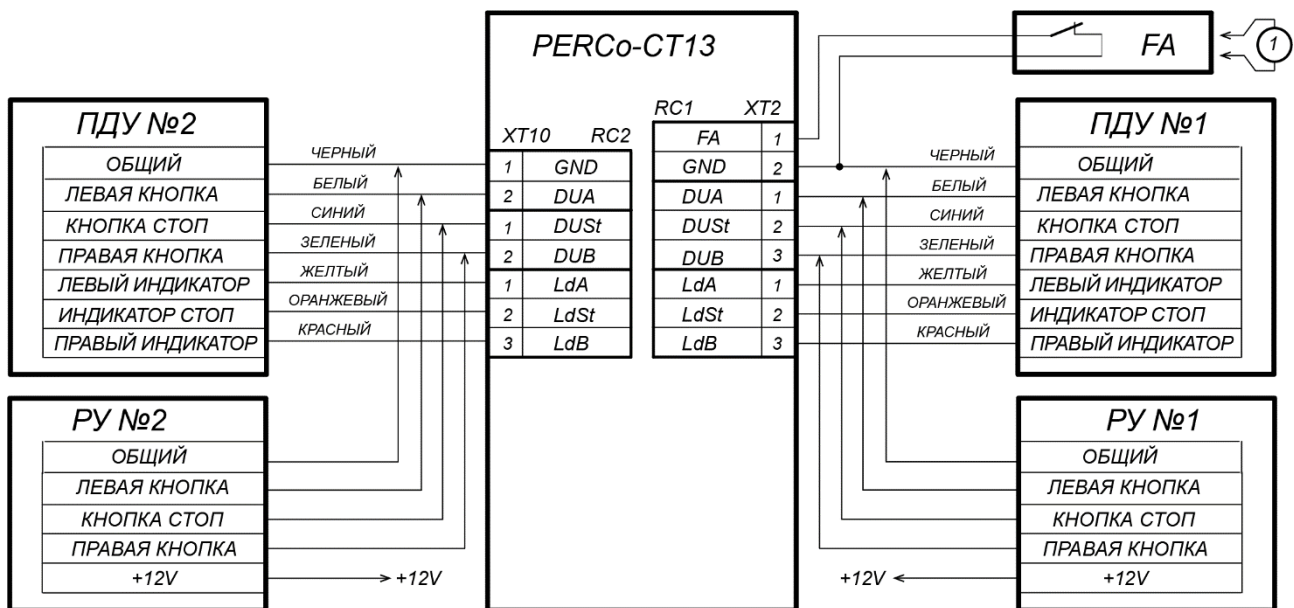 PERCo-CT13
FA
1
ПДУ №2
ОБЩИЙ
ЛЕВАЯ КНОПКА
КНОПКА СТОП
ПРАВАЯ КНОПКА
ЛЕВЫЙ ИНДИКАТОР
ИНДИКАТОР СТОП
ПРАВЫЙ ИНДИКАТОР
ЧЕРНЫЙ
БЕЛЫЙ
СИНИЙ
ЗЕЛЕНЫЙ
ЖЕЛТЫЙ
ОРАНЖЕВЫЙ
КРАСНЫЙ
XT10 RC2
1 GND
2 DUA
1 DUSt
2 DUB
1 LdA
2 LdSt
3 LdB
RC1 XT2
FA 1
GND 2
DUA 1
DUSt 2
DUB 3
LdA 1
LdSt 2
LdB 3
ЧЕРНЫЙ
БЕЛЫЙ
СИНИЙ
ЗЕЛЕНЫЙ
ЖЕЛТЫЙ
ОРАНЖЕВЫЙ
КРАСНЫЙ
ПДУ №1
ОБЩИЙ
ЛЕВАЯ КНОПКА
КНОПКА СТОП
ПРАВАЯ КНОПКА
ЛЕВЫЙ ИНДИКАТОР
ИНДИКАТОР СТОП
ПРАВЫЙ ИНДИКАТОР
РУ №2
ОБЩИЙ
ЛЕВАЯ КНОПКА
КНОПКА СТОП
ПРАВАЯ КНОПКА
+12V
+12V
РУ №1
ОБЩИЙ
ЛЕВАЯ КНОПКА
КНОПКА СТОП
ПРАВАЯ КНОПКА
+12V
+12V